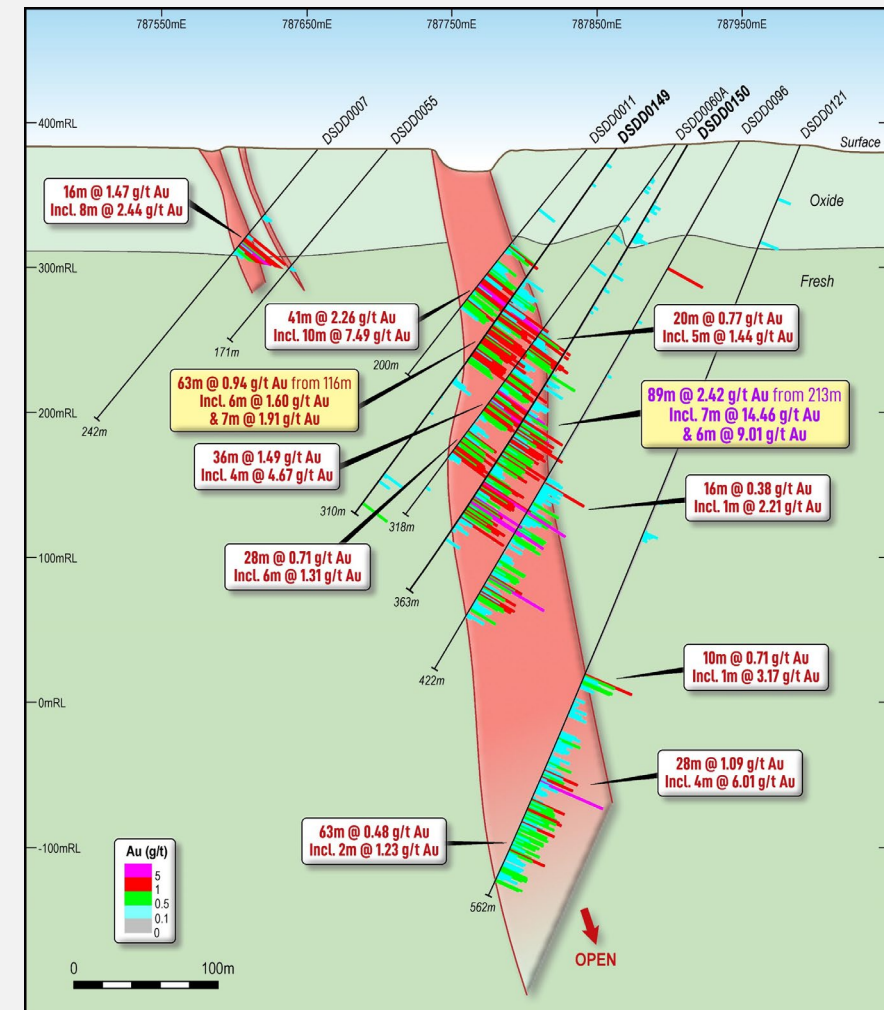 787550mE
787650mE
787750mE
787850mE
787950mE
DSDD0007
DSDD0055
DSDD0011
DSDD0149
DSDD0060A
DSDD0150
DSDD0096
DSDD0121
400mRL
Surface
16m @ 1.47 g/t Au
Incl. 8m @ 2.44 g/t Au
Oxide
300mRL
Fresh
41m @ 2.26 g/t Au
Incl. 10m @ 7.49 g/t Au
20m @ 0.77 g/t Au
Incl. 5m @ 1.44 g/t Au
171m
200m
63m @ 0.94 g/t Au from 116m
Incl. 6m @ 1.60 g/t Au
& 7m @ 1.91 g/t Au
89m @ 2.42 g/t Au from 213m
Incl. 7m @ 14.46 g/t Au
& 6m @ 9.01 g/t Au
200mRL
242m
36m @ 1.49 g/t Au
Incl. 4m @ 4.67 g/t Au
16m @ 0.38 g/t Au
Incl. 1m @ 2.21 g/t Au
310m
318m
28m @ 0.71 g/t Au
Incl. 6m @ 1.31 g/t Au
100mRL
363m
10m @ 0.71 g/t Au
Incl. 1m @ 3.17 g/t Au
422m
0mRL
28m @ 1.09 g/t Au
Incl. 4m @ 6.01 g/t Au
63m @ 0.48 g/t Au
Incl. 2m @ 1.23 g/t Au
-100mRL
Au (g/t)
5
1
0.5
0.1
0
562m
OPEN
0
100m